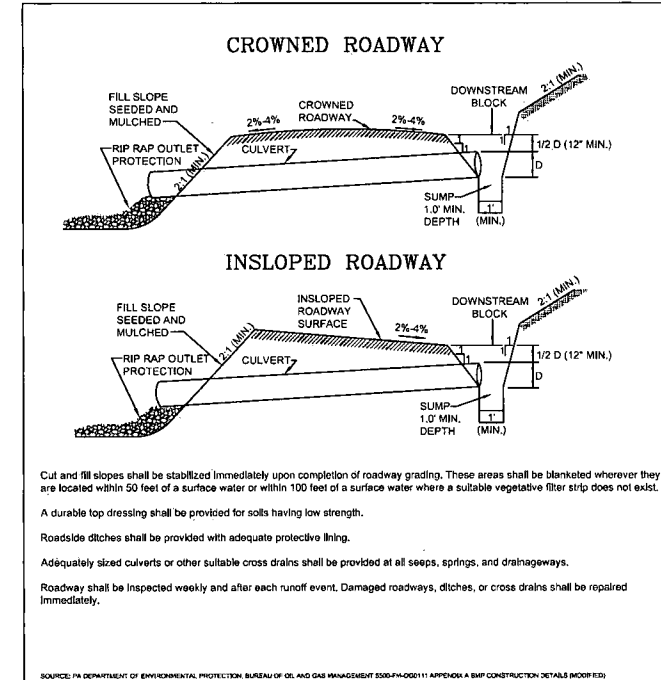 CROWNED ROADWAY
FILL SLOPE
SEEDED AND
MULCHED
2%-4%
CROWNED
ROADWAY
2%-4%
DOWNSTREAM
BLOCK
2:1 (MIN.)
RIP RAP OUTLET
PROTECTION
2:1 (MIN.)
CULVERT
1
1
1
1
1/2 D (12" MIN.)
D
SUMP
1.0' MIN.
DEPTH
1'
(MIN.)
INSLOPED ROADWAY
FILL SLOPE
SEEDED AND
MULCHED
2:1 (MIN.)
INSLOPED
ROADWAY
SURFACE
2%-4%
DOWNSTREAM
BLOCK
2:1 (MIN.)
RIP RAP OUTLET
PROTECTION
CULVERT
1
1
1
1
1/2 D (12" MIN.)
D
SUMP
1.0' MIN.
DEPTH
1'
(MIN.)
Cut and fill slopes shall be stabilized immediately upon completion of roadway grading. These areas shall be blanketed wherever they
are located within 50 feet of a surface water or within 100 feet of a surface water where a suitable vegetative filter strip does not exist.
A durable top dressing shall be provided for soils having low strength.
Roadside ditches shall be provided with adequate protective lining.
Adequately sized culverts or other suitable cross drains shall be provided at all seeps, springs, and drainageways.
Roadway shall be inspected weekly and after each runoff event. Damaged roadways, ditches, or cross drains shall be repaired
immediately.
SOURCE: PA DEPARTMENT OF ENVIRONMENTAL PROTECTION, BUREAU OF OIL AND GAS MANAGEMENT 5500-FM-OG0111 APPENDIX A BMP CONSTRUCTION DETAILS (MODIFIED)